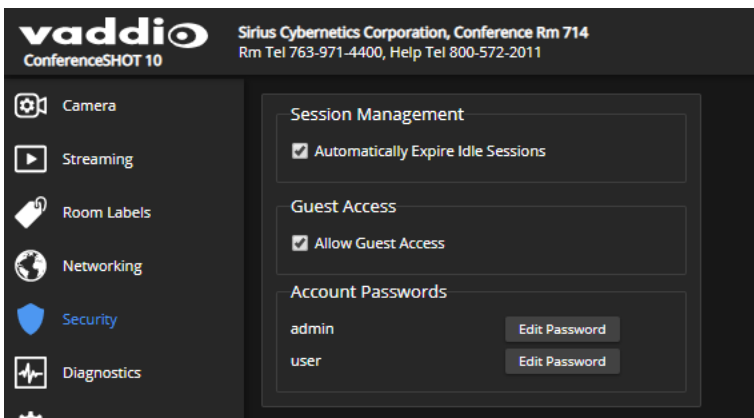 vaddio
ConferenceSHOT 10
Sirius Cybernetics Corporation, Conference Rm 714
Rm Tel 763-971-4400, Help Tel 800-572-2011
Camera
Streaming
Room Labels
Networking
Security
Diagnostics
Session Management
Automatically Expire Idle Sessions
Guest Access
Allow Guest Access
Account Passwords
admin Edit Password
user Edit Password